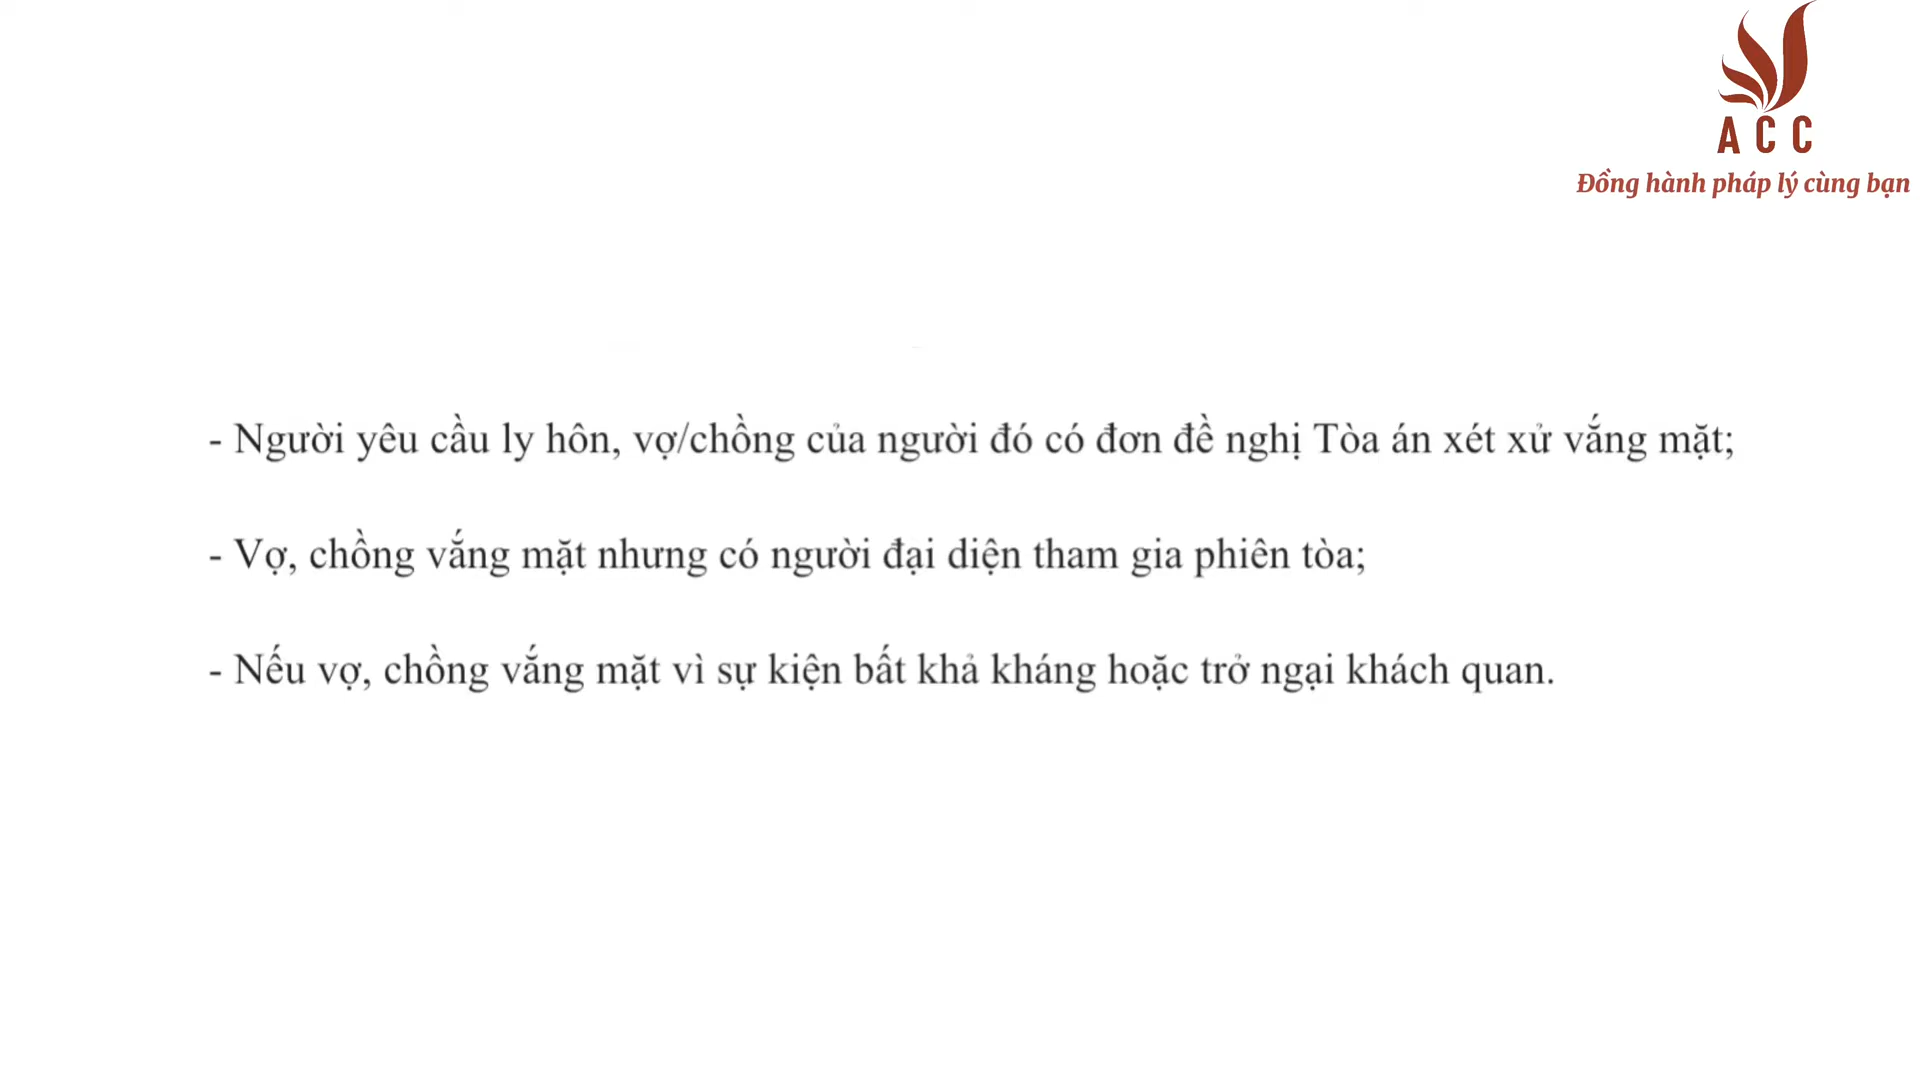 ACC
Đồng hành pháp lý cùng bạn
- Người yêu cầu ly hôn, vợ/chồng của người đó có đơn đề nghị Tòa án xét xử vắng mặt;
- Vợ, chồng vắng mặt nhưng có người đại diện tham gia phiên tòa;
- Nếu vợ, chồng vắng mặt vì sự kiện bất khả kháng hoặc trở ngại khách quan.